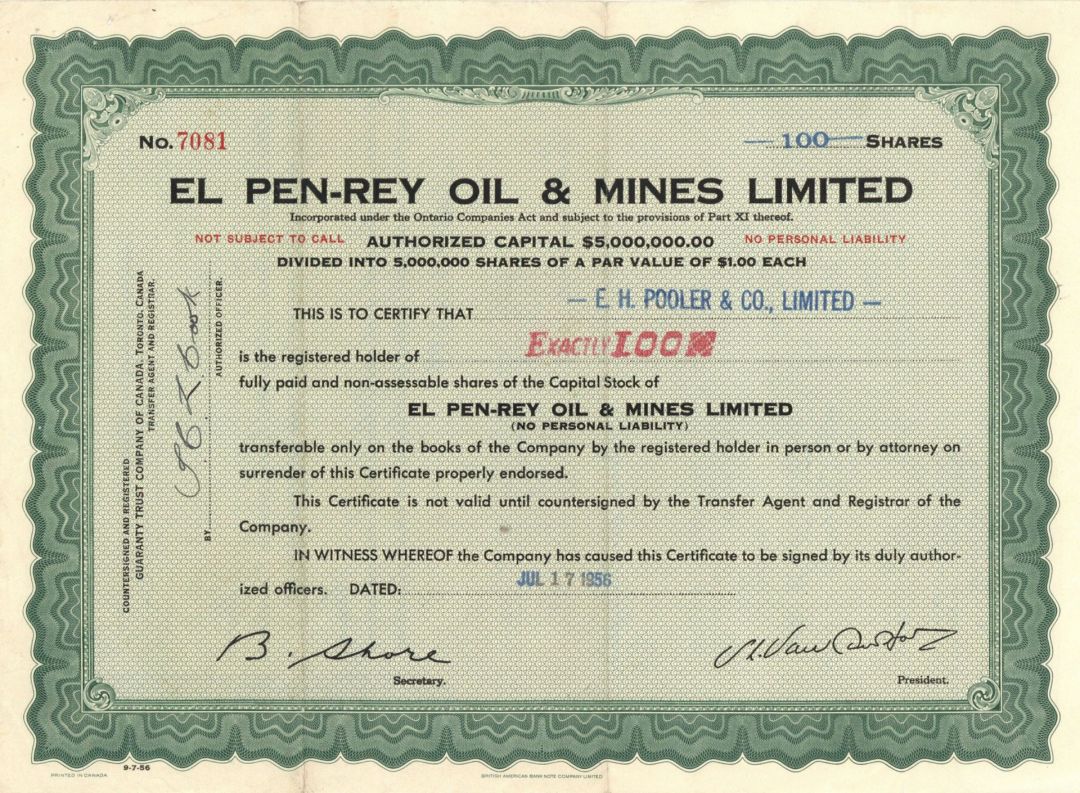 No. 7081
— 100 — SHARES
EL PEN-REY OIL & MINES LIMITED
Incorporated under the Ontario Companies Act and subject to the provisions of Part XI thereof.
NOT SUBJECT TO CALL AUTHORIZED CAPITAL $5,000,000.00 NO PERSONAL LIABILITY
DIVIDED INTO 5,000,000 SHARES OF A PAR VALUE OF $1.00 EACH
THIS IS TO CERTIFY THAT — E. H. POOLER & CO., LIMITED —
is the registered holder of EXACTLY 100
fully paid and non-assessable shares of the Capital Stock of
EL PEN-REY OIL & MINES LIMITED
(NO PERSONAL LIABILITY)
transferable only on the books of the Company by the registered holder in person or by attorney on
surrender of this Certificate properly endorsed.
This Certificate is not valid until countersigned by the Transfer Agent and Registrar of the
Company.
IN WITNESS WHEREOF the Company has caused this Certificate to be signed by its duly author-
ized officers. DATED: JUL 17 1956
COUNTERSIGNED AND REGISTERED
GUARANTY TRUST COMPANY OF CANADA, TORONTO, CANADA
TRANSFER AGENT AND REGISTRAR.
BY
AUTHORIZED OFFICER.
B. Shore
Secretary.
President.
PRINTED IN CANADA
9-7-56
BRITISH AMERICAN BANK NOTE COMPANY LIMITED